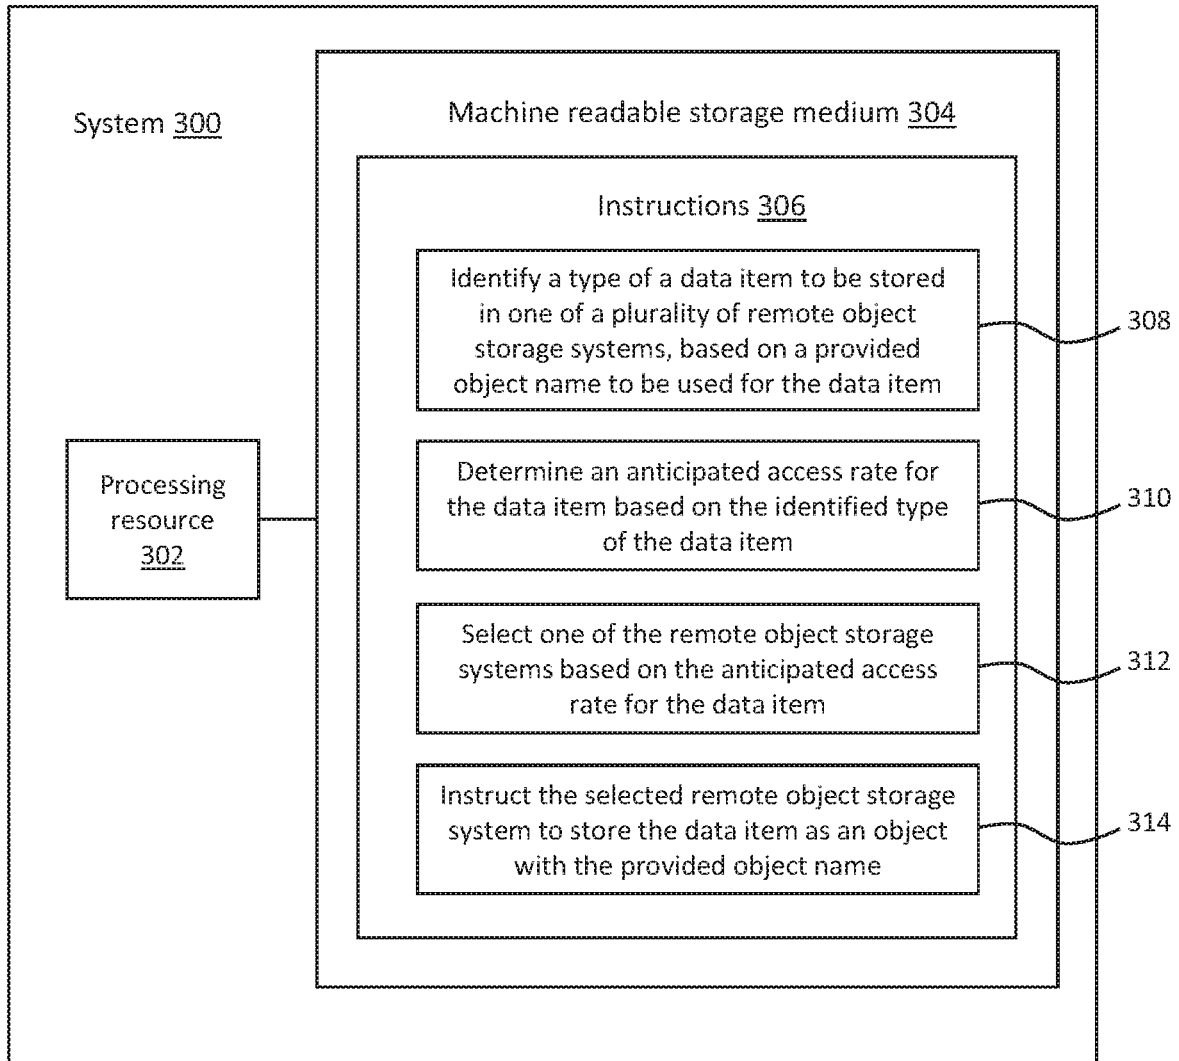 System 300
Machine readable storage medium 304
Instructions 306
Identify a type of a data item to be stored
in one of a plurality of remote object
storage systems, based on a provided
object name to be used for the data item
308
Processing
resource
302
Determine an anticipated access rate for
the data item based on the identified type
of the data item
310
Select one of the remote object storage
systems based on the anticipated access
rate for the data item
312
Instruct the selected remote object storage
system to store the data item as an object
with the provided object name
314